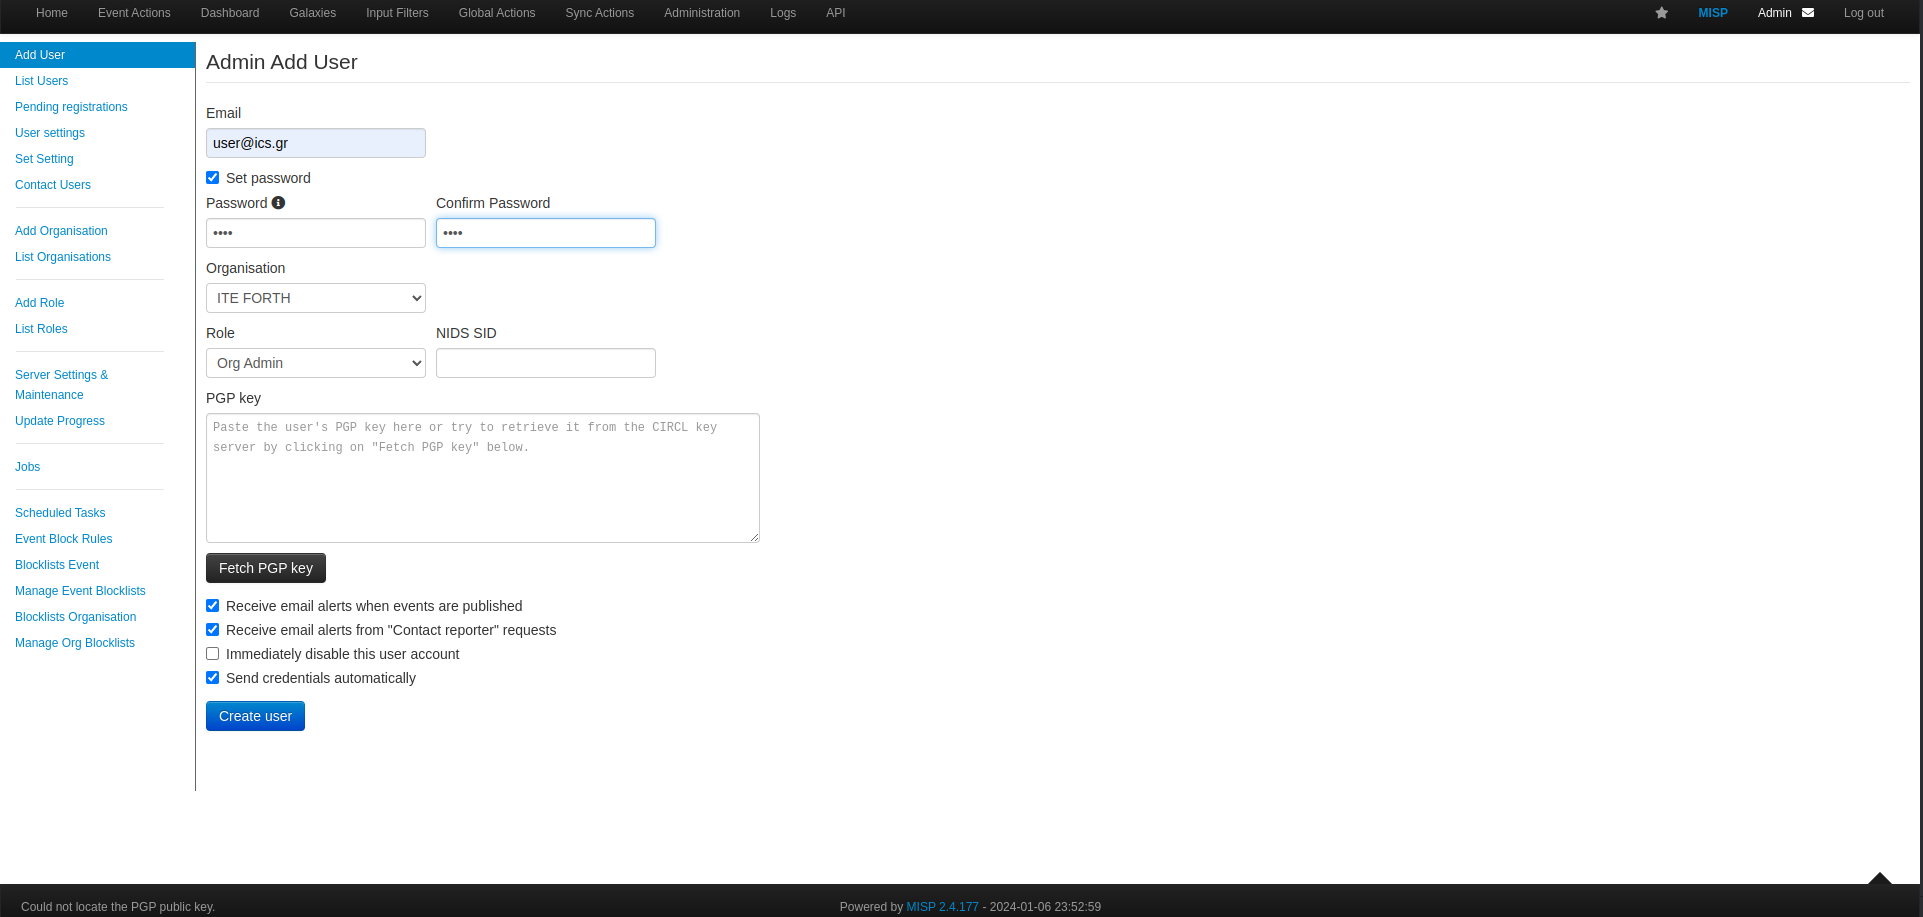 Home Event Actions Dashboard Galaxies Input Filters Global Actions Sync Actions Administration Logs API MISP Admin Log out
Add User
List Users
Pending registrations
User settings
Set Setting
Contact Users
Add Organisation
List Organisations
Add Role
List Roles
Server Settings &
Maintenance
Update Progress
Jobs
Scheduled Tasks
Event Block Rules
Blocklists Event
Manage Event Blocklists
Blocklists Organisation
Manage Org Blocklists
Admin Add User
Email
user@ics.gr
Set password
Password Confirm Password
•••• ••••
Organisation
ITE FORTH
Role NIDS SID
Org Admin
PGP key
Paste the user's PGP key here or try to retrieve it from the CIRCL key
server by clicking on "Fetch PGP key" below.
Fetch PGP key
Receive email alerts when events are published
Receive email alerts from "Contact reporter" requests
Immediately disable this user account
Send credentials automatically
Create user
Could not locate the PGP public key. Powered by MISP 2.4.177 - 2024-01-06 23:52:59